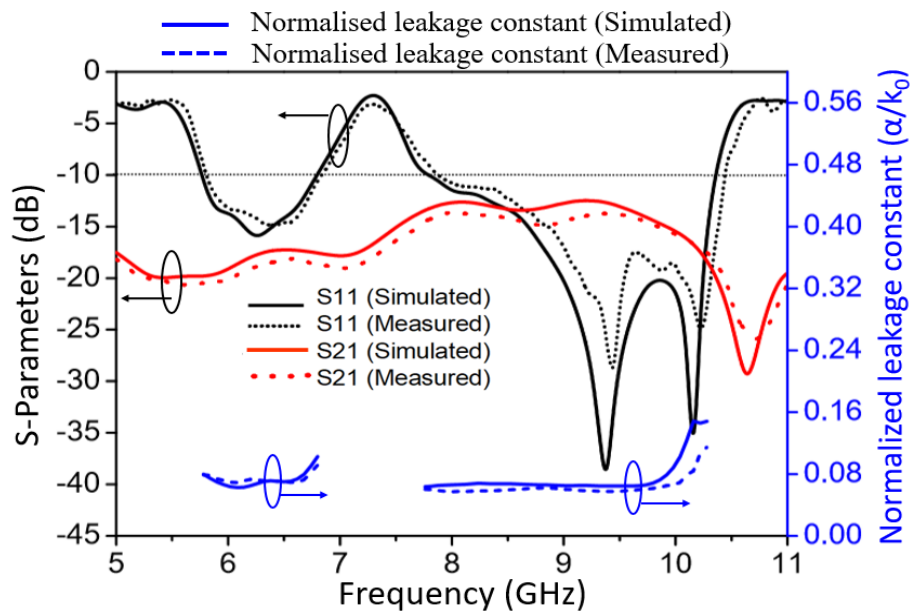 Normalised leakage constant (Simulated)
Normalised leakage constant (Measured)
S-Parameters (dB)
0
-5
-10
-15
-20
-25
-30
-35
-40
-45
S11 (Simulated)
S11 (Measured)
S21 (Simulated)
S21 (Measured)
0.56
0.48
0.40
0.32
0.24
0.16
0.08
0.00
Normalized leakage constant (α/k₀)
5 6 7 8 9 10 11
Frequency (GHz)